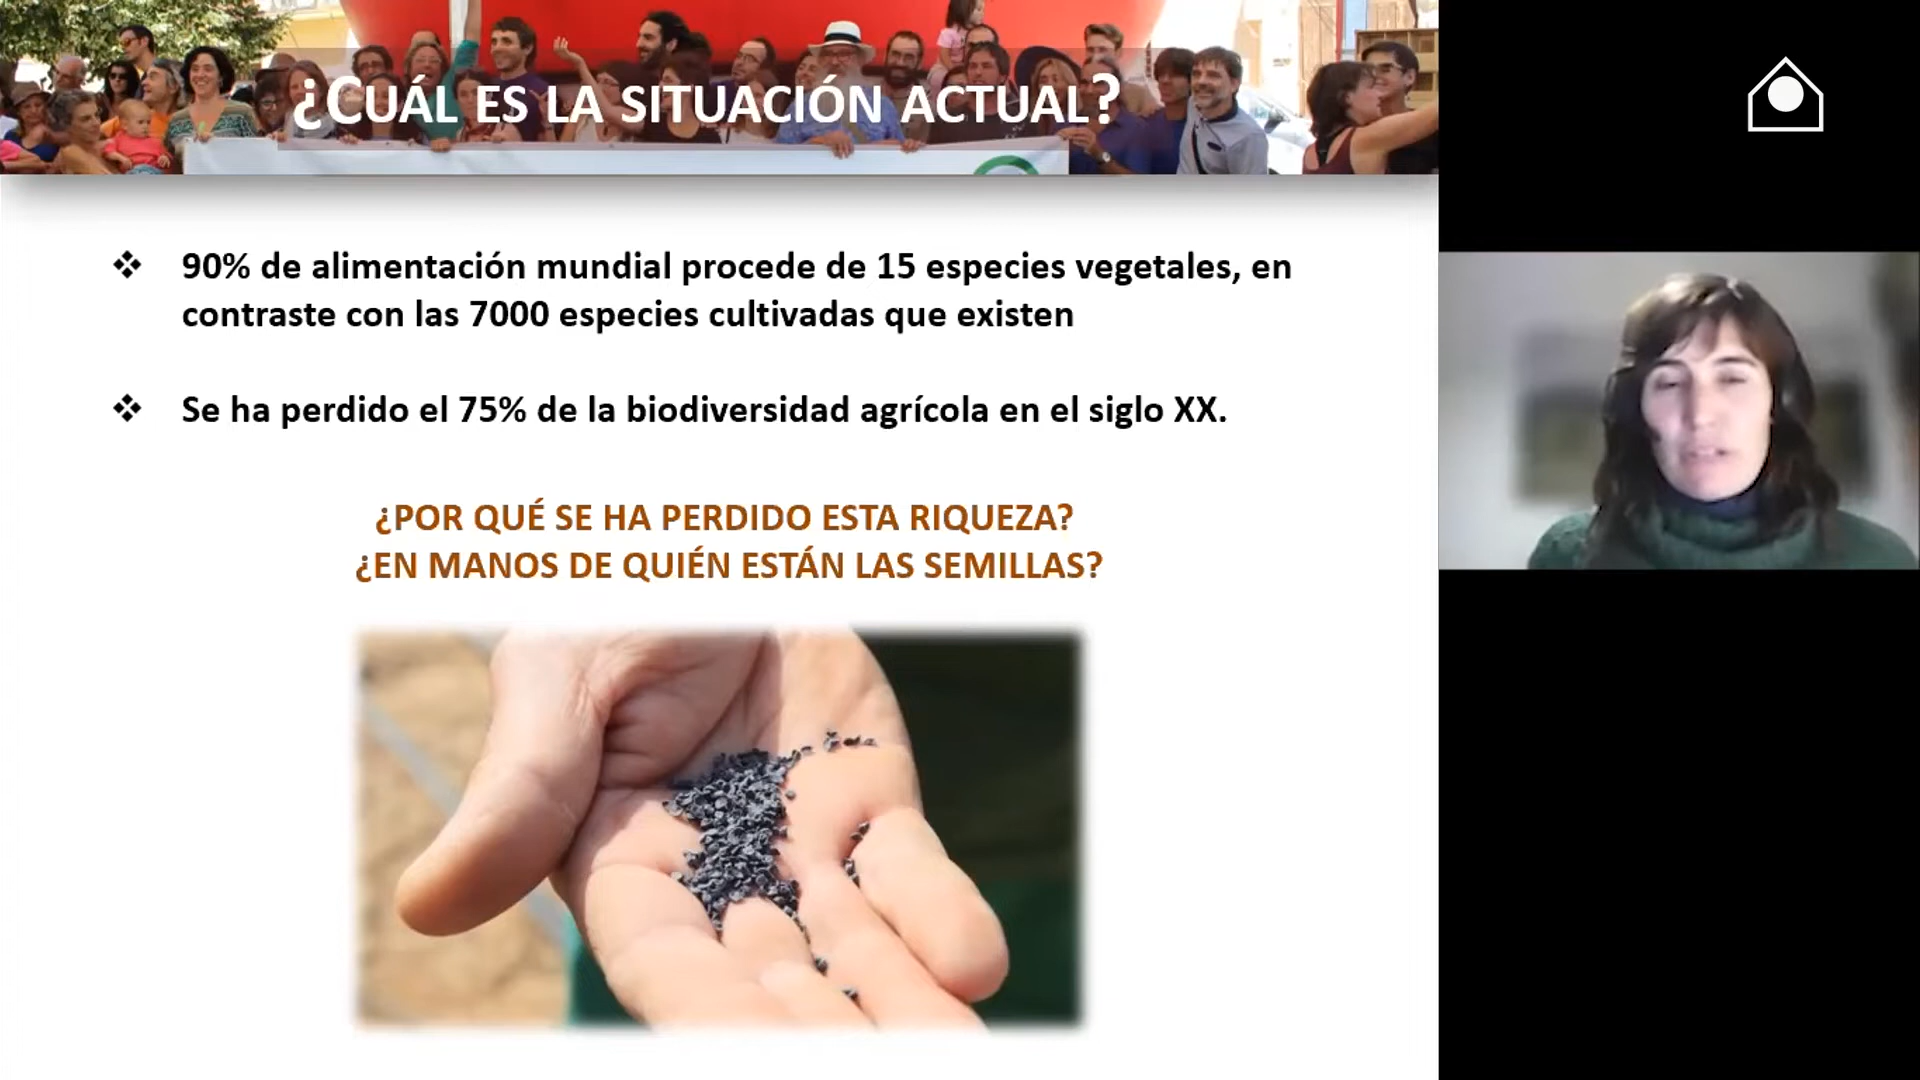 ¿CUÁL ES LA SITUACIÓN ACTUAL?
❖ 90% de alimentación mundial procede de 15 especies vegetales, en
contraste con las 7000 especies cultivadas que existen
❖ Se ha perdido el 75% de la biodiversidad agrícola en el siglo XX.
¿POR QUÉ SE HA PERDIDO ESTA RIQUEZA?
¿EN MANOS DE QUIÉN ESTÁN LAS SEMILLAS?